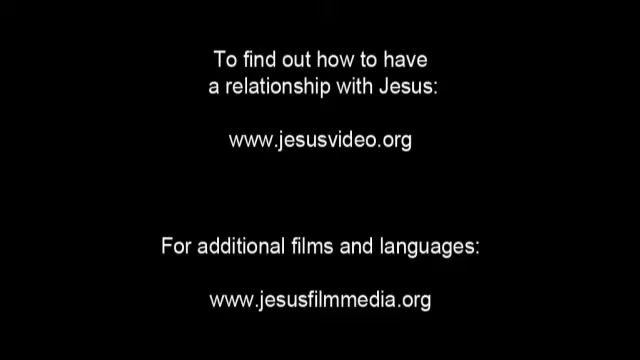 To find out how to have
a relationship with Jesus:
www.jesusvideo.org
For additional films and languages:
www.jesusfilmmedia.org